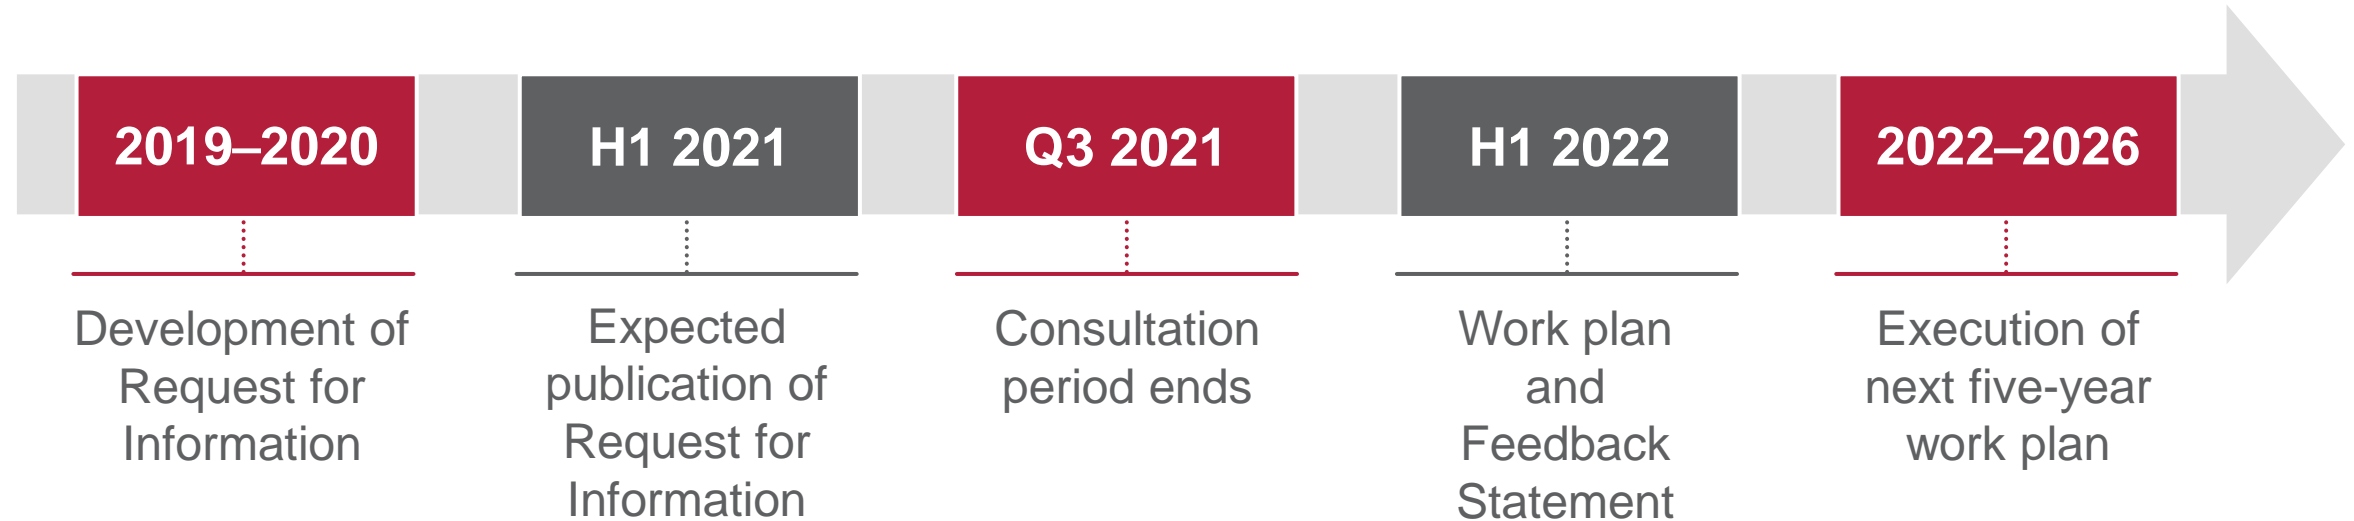 2019–2020
H1 2021
Q3 2021
H1 2022
2022–2026
Development of
Request for
Information
Expected
publication of
Request for
Information
Consultation
period ends
Work plan
and
Feedback
Statement
Execution of
next five-year
work plan